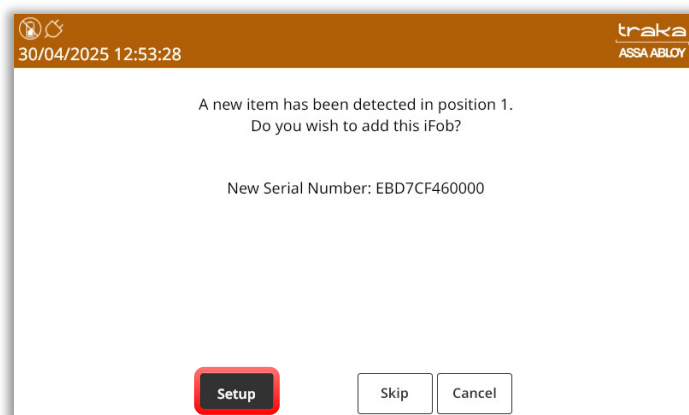 traka
30/04/2025 12:53:28
ASSA ABLOY
A new item has been detected in position 1.
Do you wish to add this iFob?
New Serial Number: EBD7CF460000
Setup
Skip
Cancel